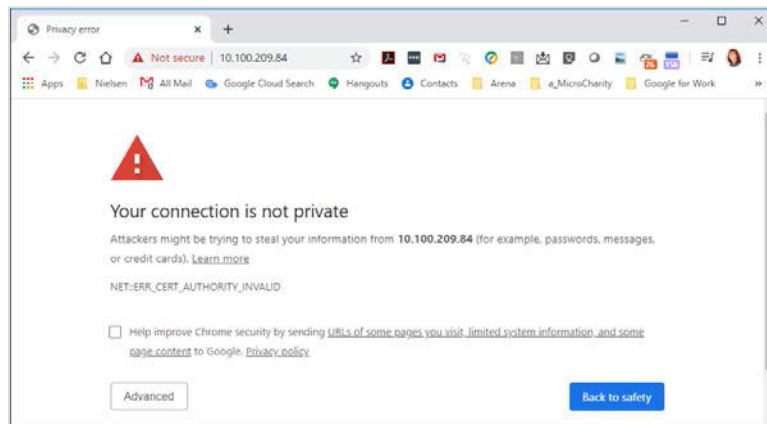 Privacy error
Not secure | 10.100.209.84
Apps Nielsen All Mail Google Cloud Search Hangouts Contacts Arena a_MicroCharity Google for Work »
Your connection is not private
Attackers might be trying to steal your information from 10.100.209.84 (for example, passwords, messages,
or credit cards). Learn more
NET::ERR_CERT_AUTHORITY_INVALID
Help improve Chrome security by sending URLs of some pages you visit, limited system information, and some
page content to Google. Privacy policy
Advanced Back to safety